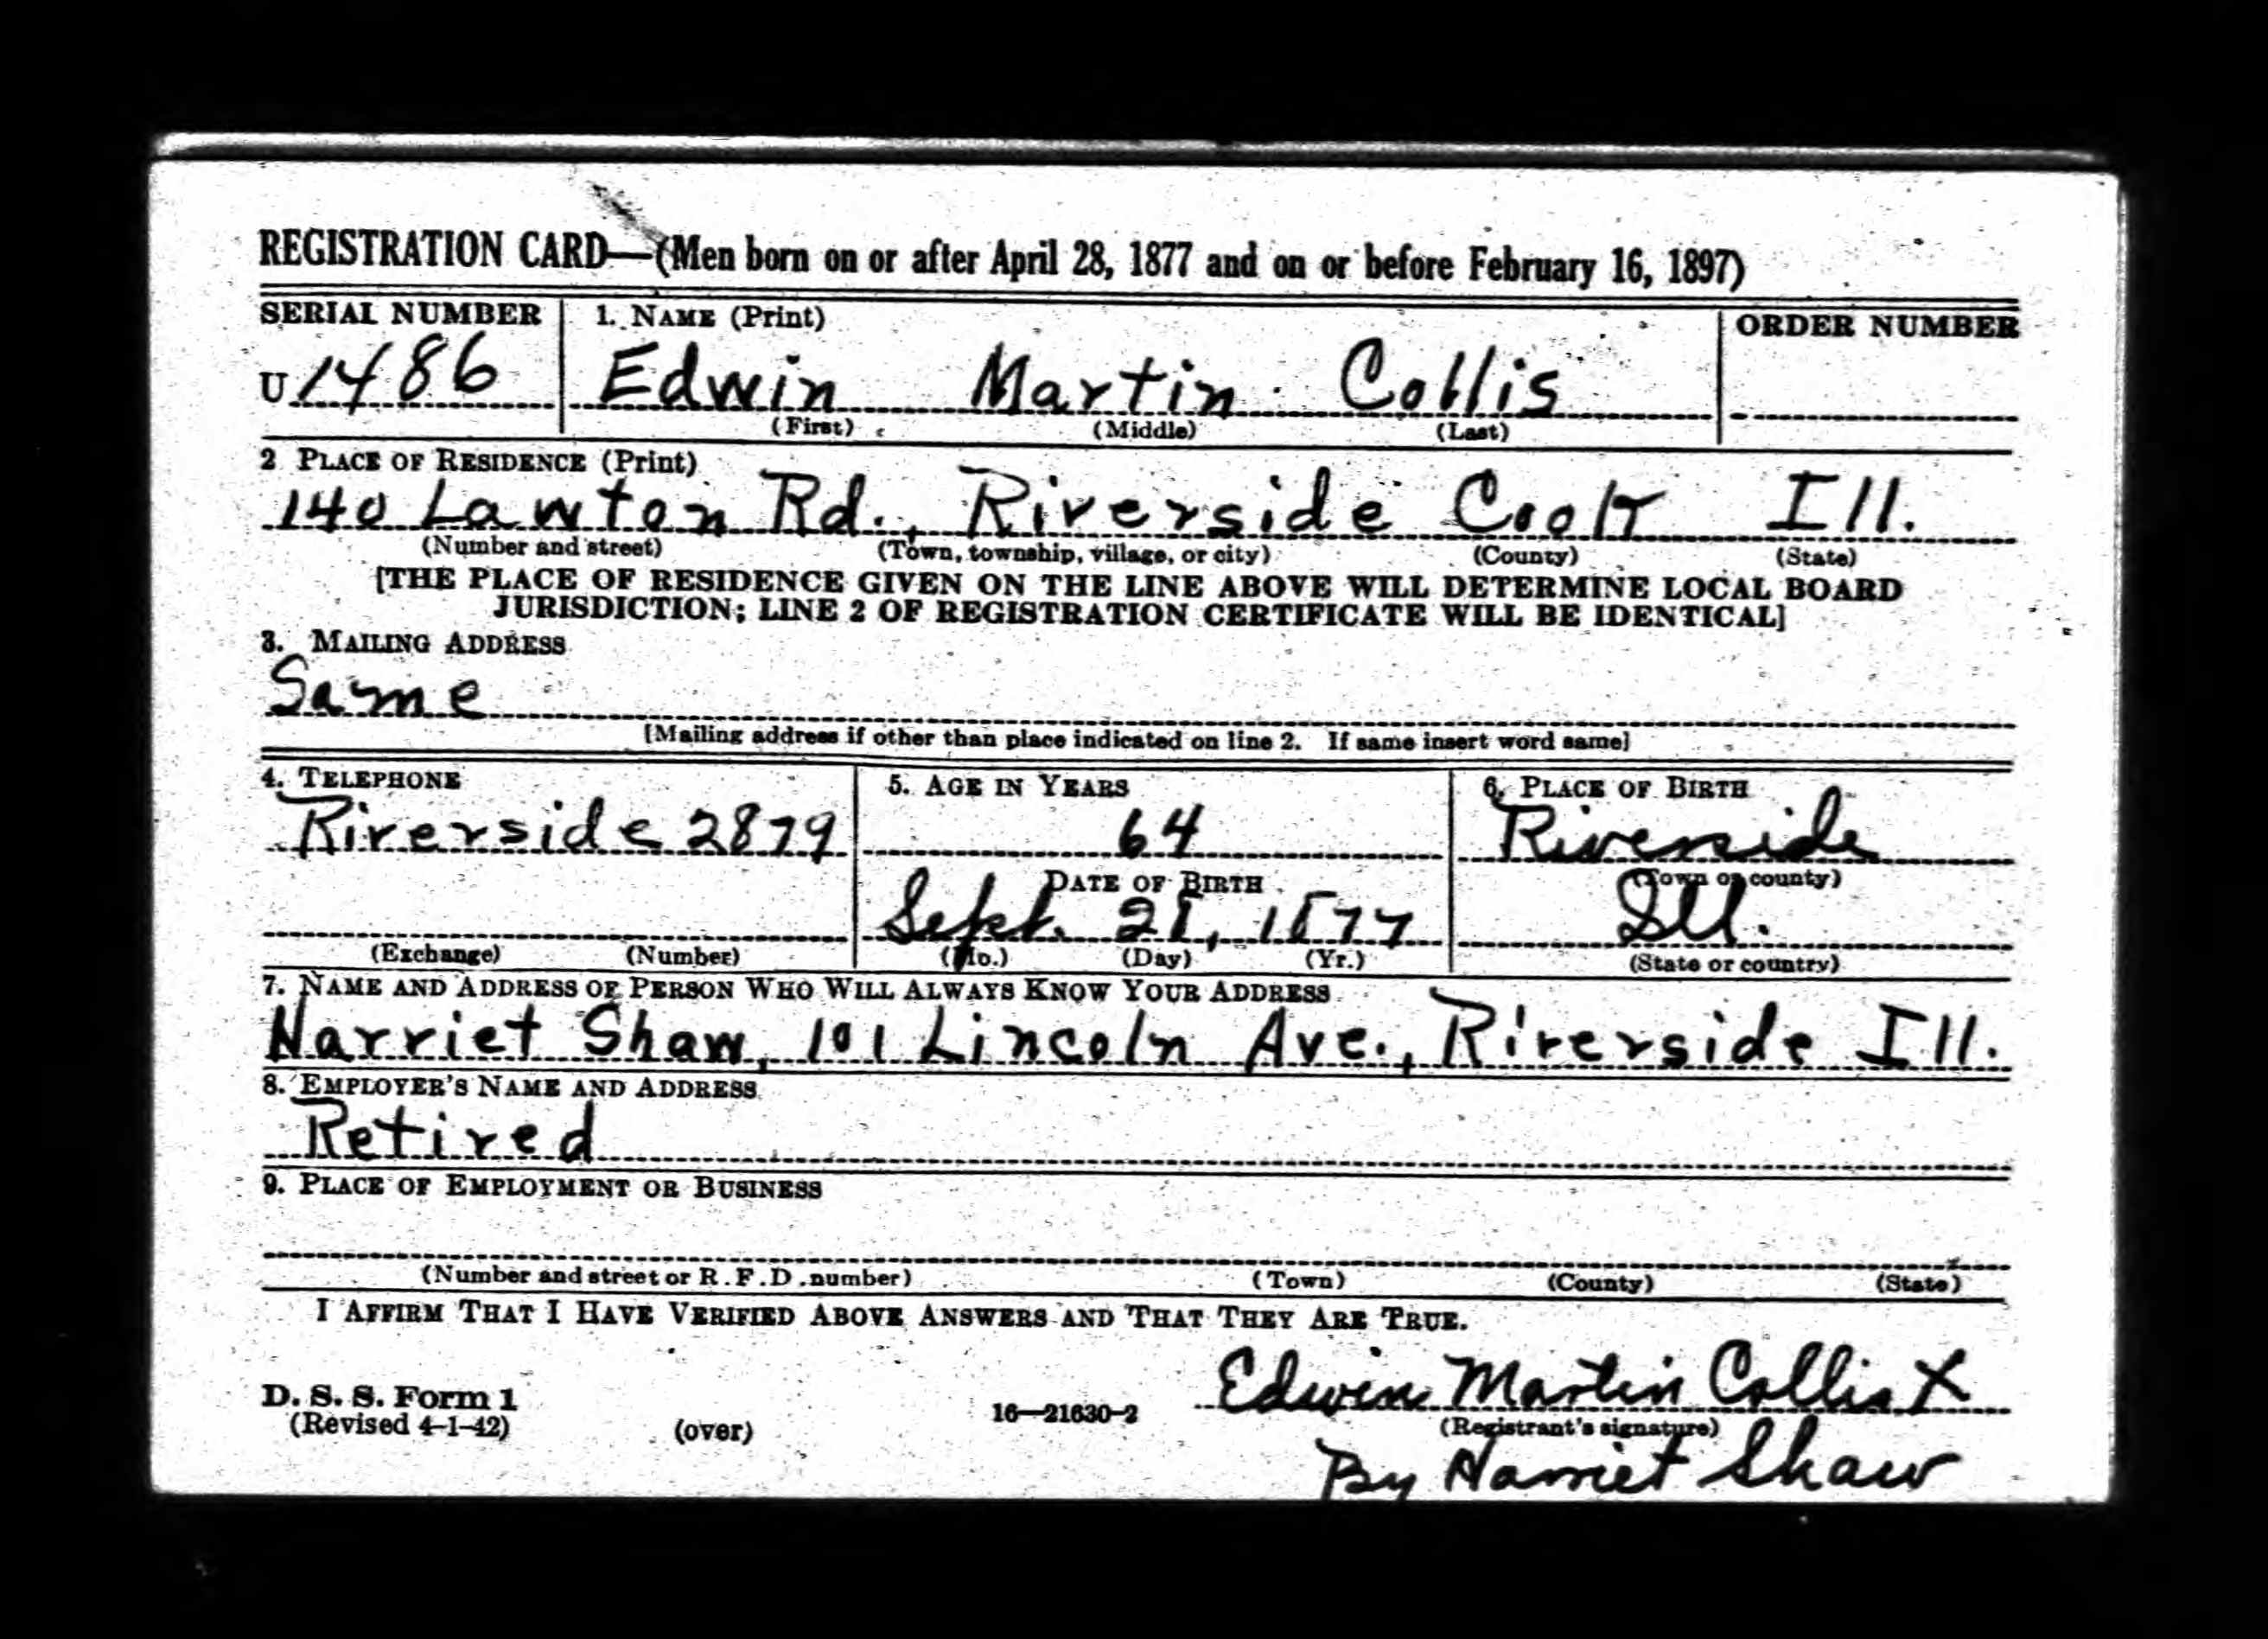 REGISTRATION CARD—(Men born on or after April 28, 1877 and on or before February 16, 1897)
SERIAL NUMBER 1. NAME (Print) ORDER NUMBER
U 1486 Edwin Martin Collis
(First) (Middle) (Last)
2 PLACE OF RESIDENCE (Print)
140 Lawton Rd., Riverside Cook Ill.
(Number and street) (Town, township, village, or city) (County) (State)
[THE PLACE OF RESIDENCE GIVEN ON THE LINE ABOVE WILL DETERMINE LOCAL BOARD
JURISDICTION; LINE 2 OF REGISTRATION CERTIFICATE WILL BE IDENTICAL]
3. MAILING ADDRESS
Same
[Mailing address if other than place indicated on line 2. If same insert word same]
4. TELEPHONE 5. AGE IN YEARS 6. PLACE OF BIRTH
Riverside 2879 64 Riverside
DATE OF BIRTH (Town or county)
Sept. 28, 1877 Ill.
(Exchange) (Number) (Mo.) (Day) (Yr.) (State or country)
7. NAME AND ADDRESS OF PERSON WHO WILL ALWAYS KNOW YOUR ADDRESS
Harriet Shaw, 101 Lincoln Ave., Riverside Ill.
8. EMPLOYER'S NAME AND ADDRESS
Retired
9. PLACE OF EMPLOYMENT OR BUSINESS
(Number and street or R.F.D. number) (Town) (County) (State)
I AFFIRM THAT I HAVE VERIFIED ABOVE ANSWERS AND THAT THEY ARE TRUE.
Edwin Martin Collis X
D. S. S. Form 1
(Revised 4-1-42) (over) 16—21630-2 (Registrant's signature)
By Harriet Shaw